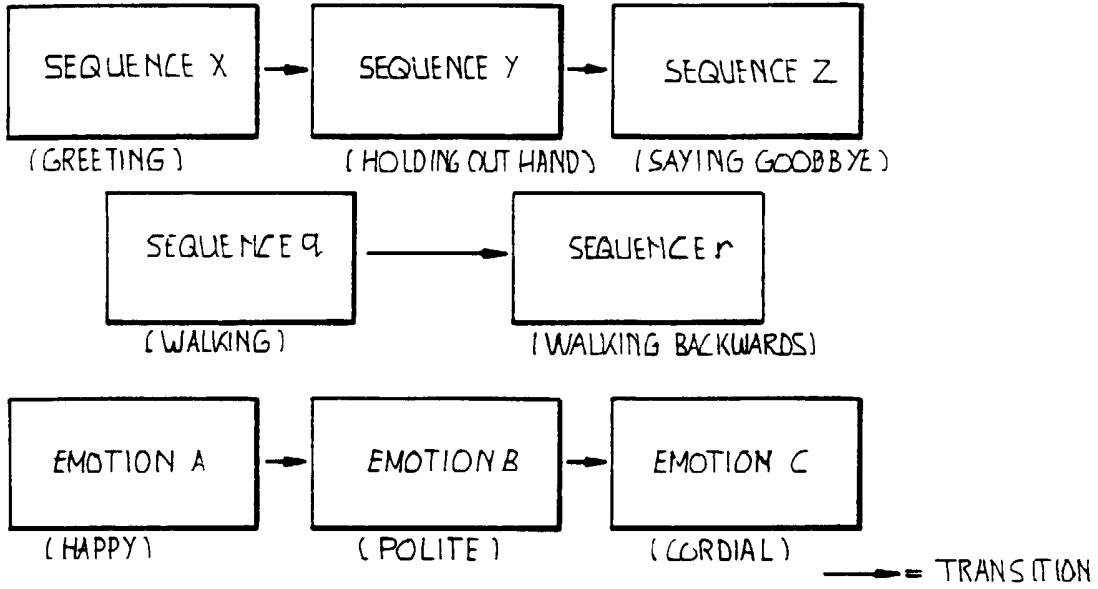 SEQUENCE X SEQUENCE Y SEQUENCE Z
(GREETING) (HOLDING OUT HAND) (SAYING GOOBBYE)
SEQUENCE q SEQUENCE r
(WALKING) (WALKING BACKWARDS)
EMOTION A EMOTION B EMOTION C
(HAPPY) (POLITE) (CORDIAL)
= TRANSITION